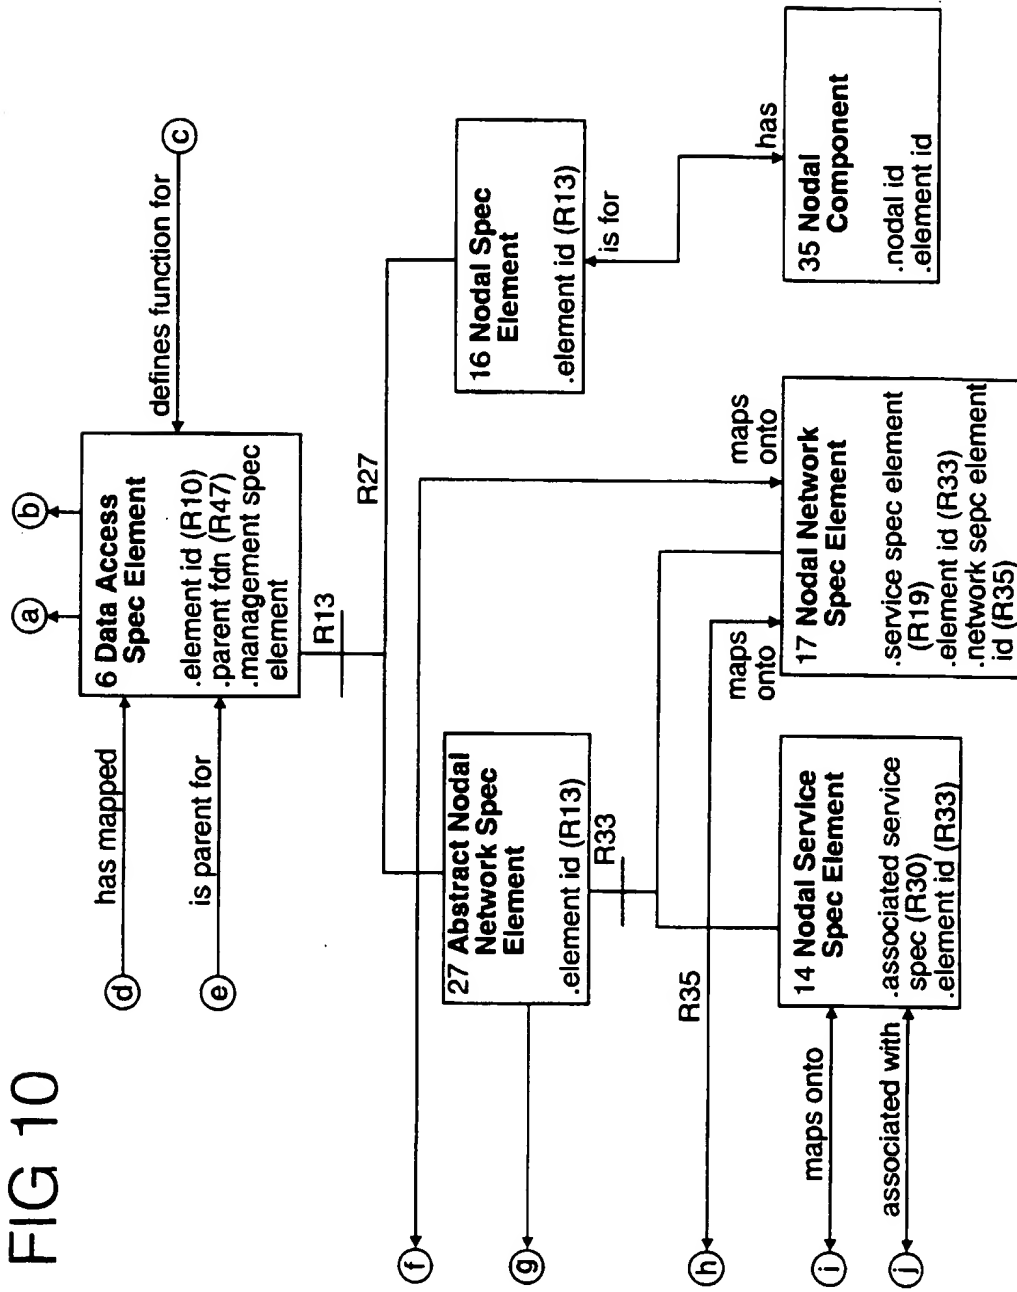 FIG 10
a
b
c
defines function for
d
has mapped
e
is parent for
6 Data Access
Spec Element
.element id (R10)
.parent fdn (R47)
.management spec
element
R13
R27
27 Abstract Nodal
Network Spec
Element
.element id (R13)
R33
16 Nodal Spec
Element
.element id (R13)
is for
has
f
g
h
R35
maps
onto
maps
onto
i
maps onto
j
associated with
14 Nodal Service
Spec Element
.associated service
spec (R30)
.element id (R33)
17 Nodal Network
Spec Element
.service spec element
(R19)
.element id (R33)
.network sepc element
id (R35)
35 Nodal
Component
.nodal id
.element id